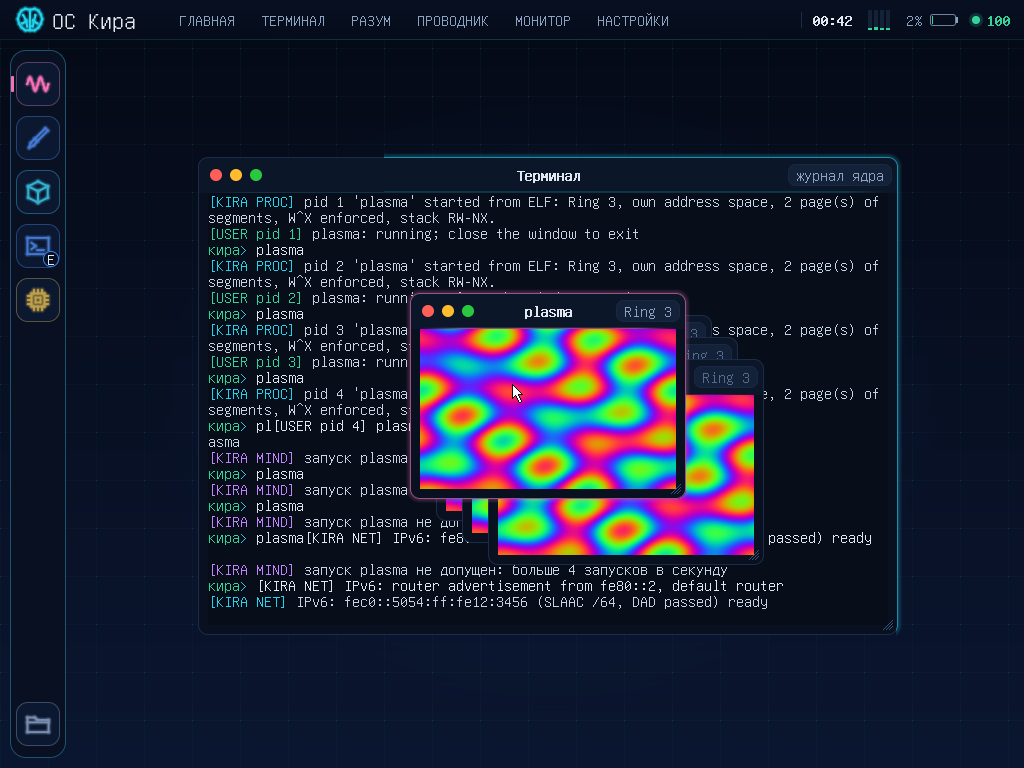 ОС Кира
ГЛАВНАЯ ТЕРМИНАЛ РАЗУМ ПРОВОДНИК МОНИТОР НАСТРОЙКИ
00:42 2% 100
E
Терминал журнал ядра
[KIRA PROC] pid 1 'plasma' started from ELF: Ring 3, own address space, 2 page(s) of
segments, W^X enforced, stack RW-NX.
[USER pid 1] plasma: running; close the window to exit
кира> plasma
[KIRA PROC] pid 2 'plasma' started from ELF: Ring 3, own address space, 2 page(s) of
segments, W^X enforced, stack RW-NX.
[USER pid 2] plasma:
кира> plasma
[KIRA PROC] pid 3 'plasma' s space, 2 page(s) of
segments, W^X enforced,
[USER pid 3] plasma:
кира> plasma
[KIRA PROC] pid 4 'plasma' 2 page(s) of
segments, W^X enforced,
кира> pl[USER pid 4]
asma
[KIRA MIND] запуск plasma
кира> plasma
[KIRA MIND] запуск plasma
кира> plasma
[KIRA MIND] запуск plasma не
кира> plasma[KIRA NET] IPv6: passed) ready
[KIRA MIND] запуск plasma не допущен: больше 4 запусков в секунду
кира> [KIRA NET] IPv6: router advertisement from fe80::2, default router
[KIRA NET] IPv6: fec0::5054:ff:fe12:3456 (SLAAC /64, DAD passed) ready
plasma Ring 3
3
ing 3
Ring 3